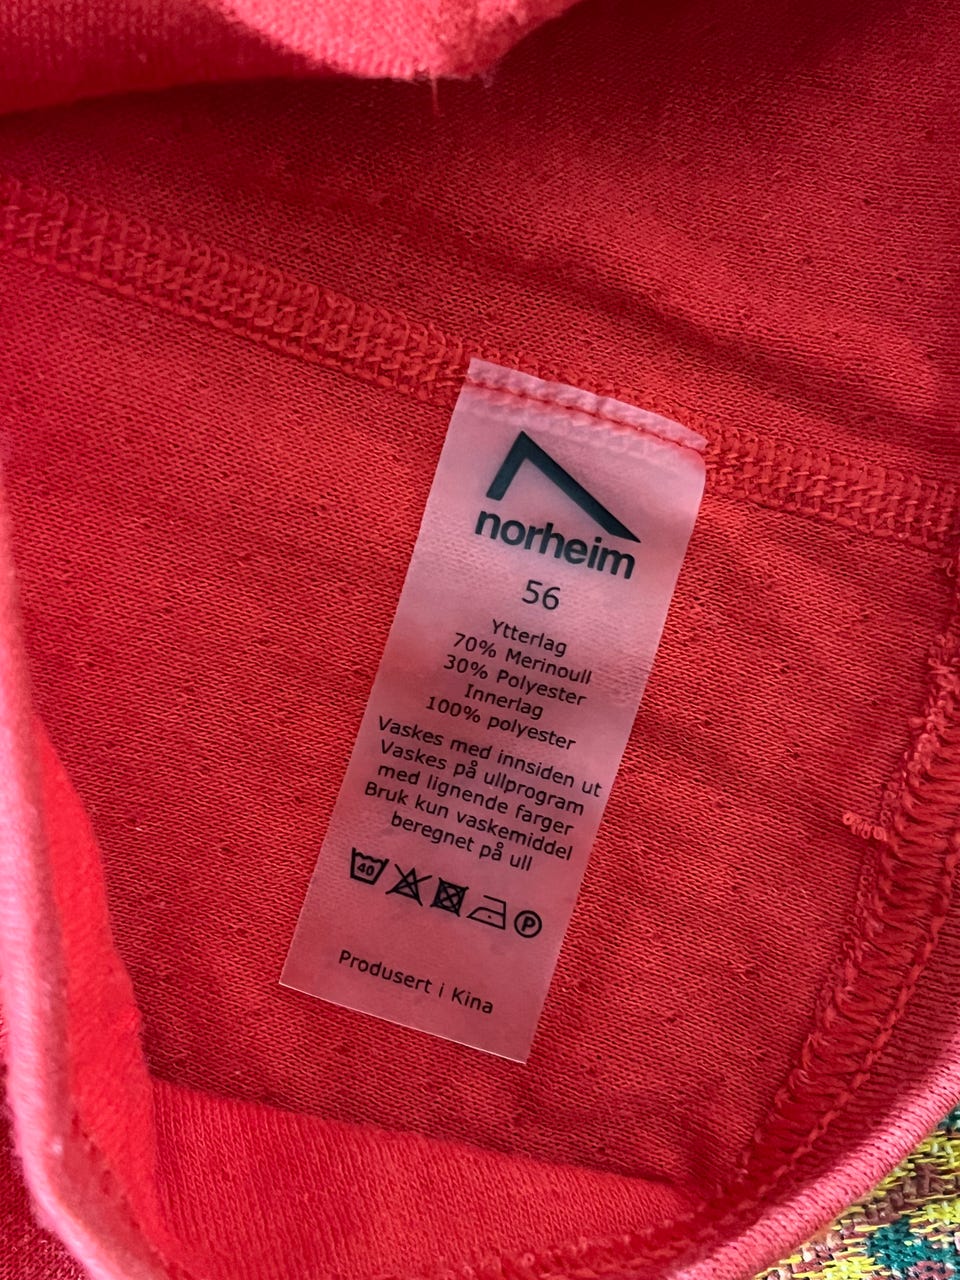 norheim
56
Ytterlag
70% Merinoull
30% Polyester
Innerlag
100% polyester
Vaskes med innsiden ut
Vaskes på ullprogram
med lignende farger
Bruk kun vaskemiddel
beregnet på ull
40 P
Produsert i Kina